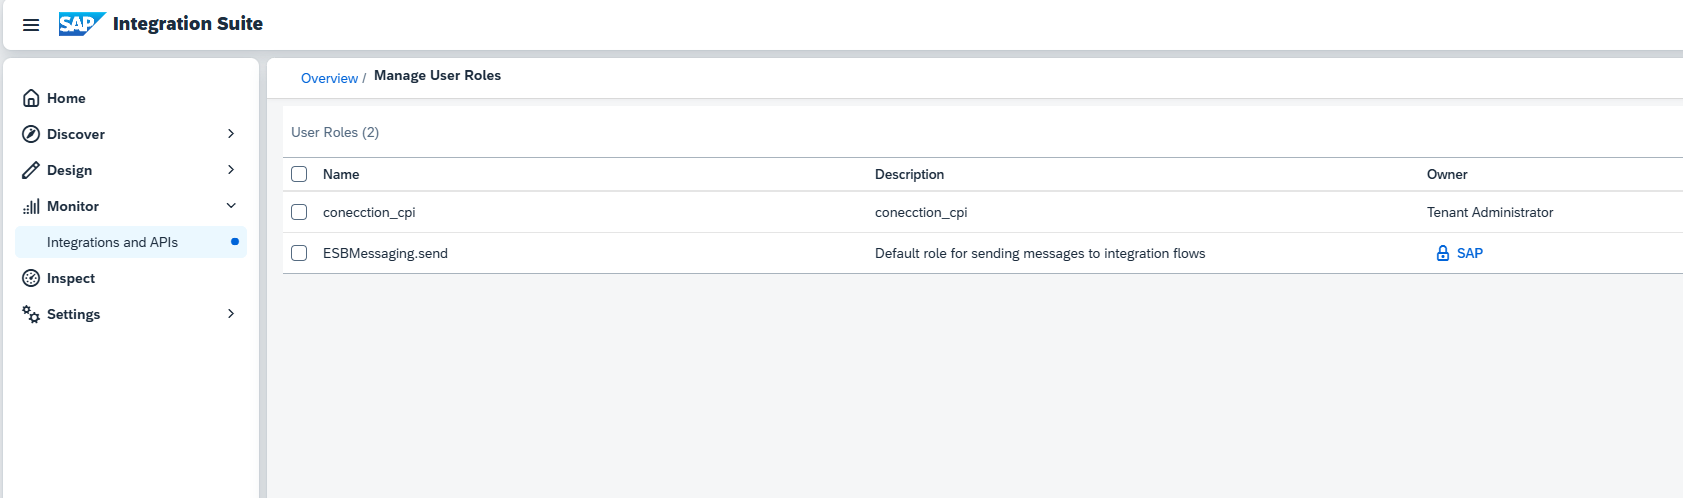 SAP Integration Suite
Home
Discover
Design
Monitor
Integrations and APIs
Inspect
Settings
Overview / Manage User Roles
User Roles (2)
Name Description Owner
conecction_cpi conecction_cpi Tenant Administrator
ESBMessaging.send Default role for sending messages to integration flows SAP